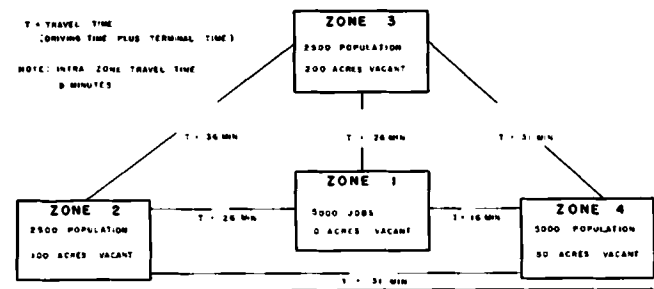 T = TRAVEL TIME
(DRIVING TIME PLUS TERMINAL TIME)
NOTE: INTRA ZONE TRAVEL TIME
MINUTES
ZONE 3
2500 POPULATION
200 ACRES VACANT
T = 36 MIN
T = 26 MIN
T = 31 MIN
ZONE 1
5000 JOBS
0 ACRES VACANT
ZONE 2
2500 POPULATION
100 ACRES VACANT
T = 26 MIN
T = 16 MIN
ZONE 4
5000 POPULATION
50 ACRES VACANT
T = 31 MIN